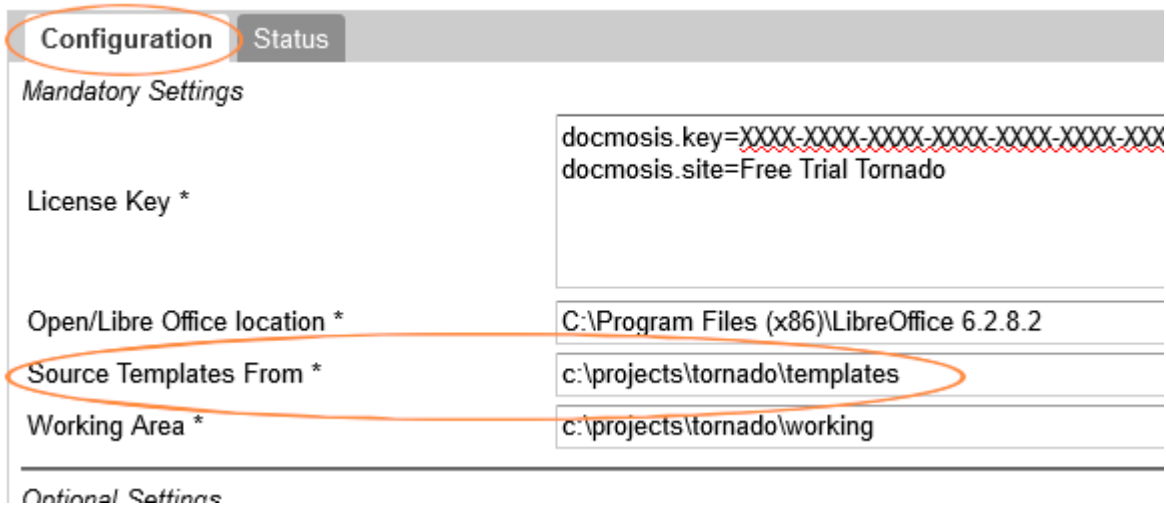 Configuration Status
Mandatory Settings
docmosis.key=XXXX-XXXX-XXXX-XXXX-XXXX-XXXX-XXX
docmosis.site=Free Trial Tornado
License Key *
Open/Libre Office location * C:\Program Files (x86)\LibreOffice 6.2.8.2
Source Templates From * c:\projects\tornado\templates
Working Area * c:\projects\tornado\working
Optional Settings